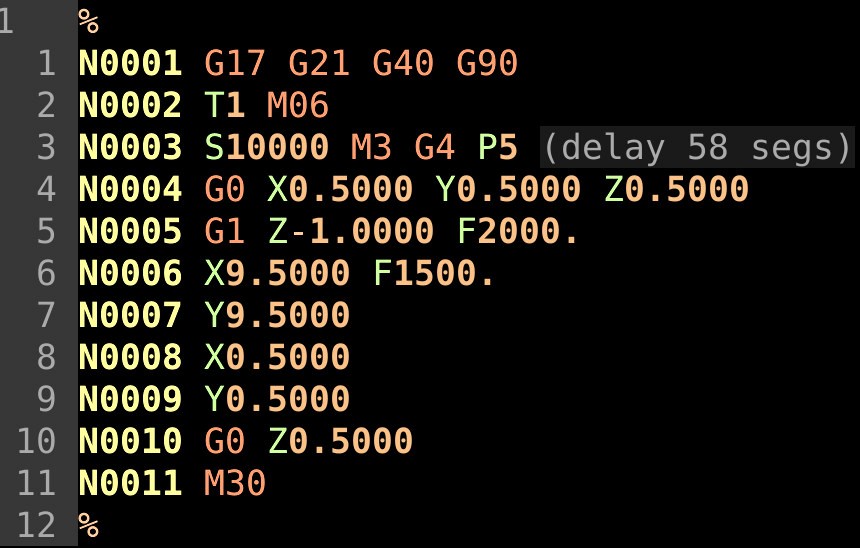 1 %
1 N0001 G17 G21 G40 G90
2 N0002 T1 M06
3 N0003 S10000 M3 G4 P5 (delay 58 segs)
4 N0004 G0 X0.5000 Y0.5000 Z0.5000
5 N0005 G1 Z-1.0000 F2000.
6 N0006 X9.5000 F1500.
7 N0007 Y9.5000
8 N0008 X0.5000
9 N0009 Y0.5000
10 N0010 G0 Z0.5000
11 N0011 M30
12 %